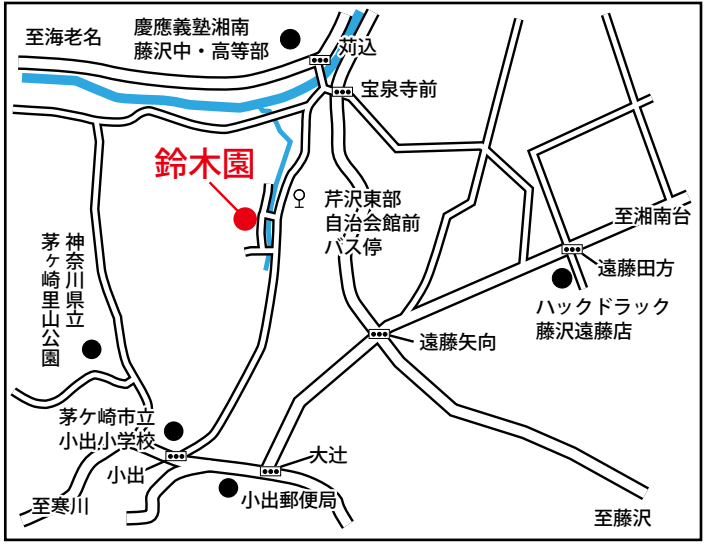 至海老名
慶應義塾湘南
藤沢中・高等部
苅込
宝泉寺前
鈴木園
芹沢東部
自治会館前
バス停
至湘南台
遠藤田方
神奈川県立
茅ヶ崎里山公園
ハックドラック
藤沢遠藤店
遠藤矢向
茅ケ崎市立
小出小学校
小出
大辻
小出郵便局
至寒川
至藤沢